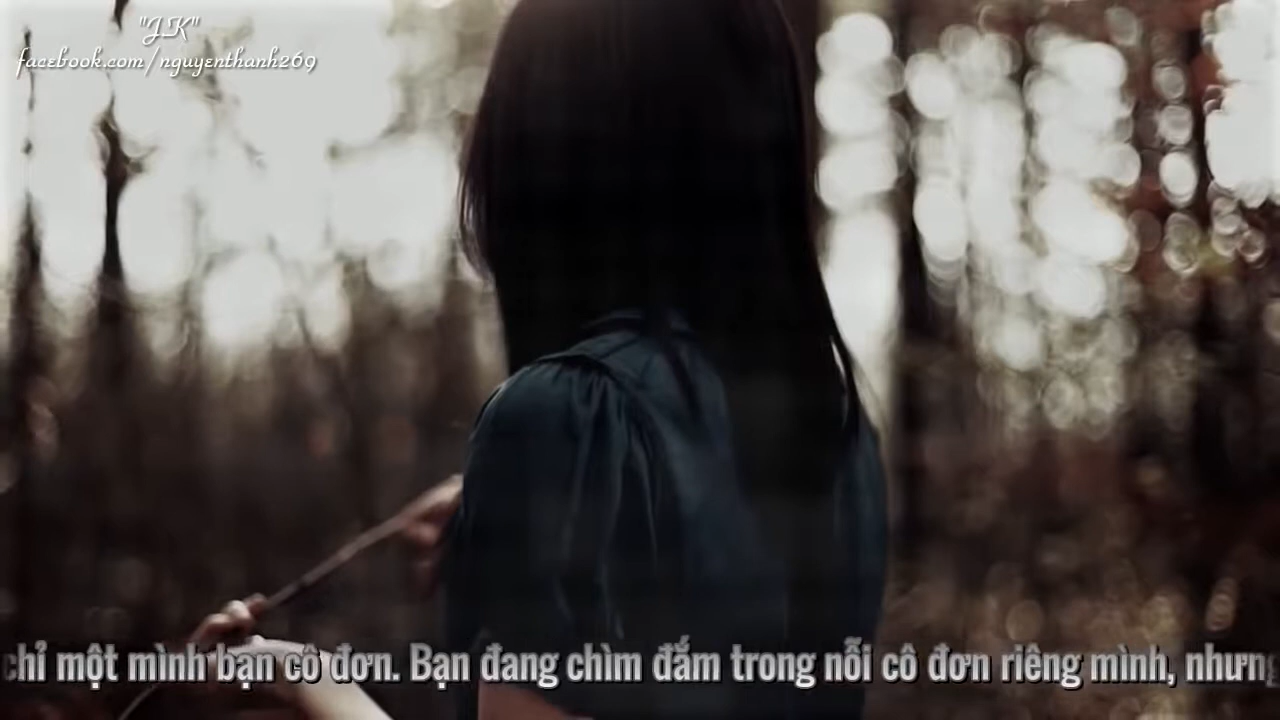 "J.K"
facebook.com/nguyenthanh269
chỉ một mình bạn cô đơn. Bạn đang chìm đắm trong nỗi cô đơn riêng mình, nhưng